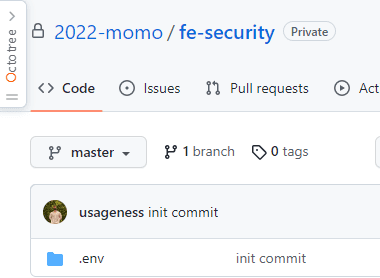 2022-momo / fe-security Private
Octotree
Code Issues Pull requests Act
master 1 branch 0 tags
usageness init commit
.env init commit